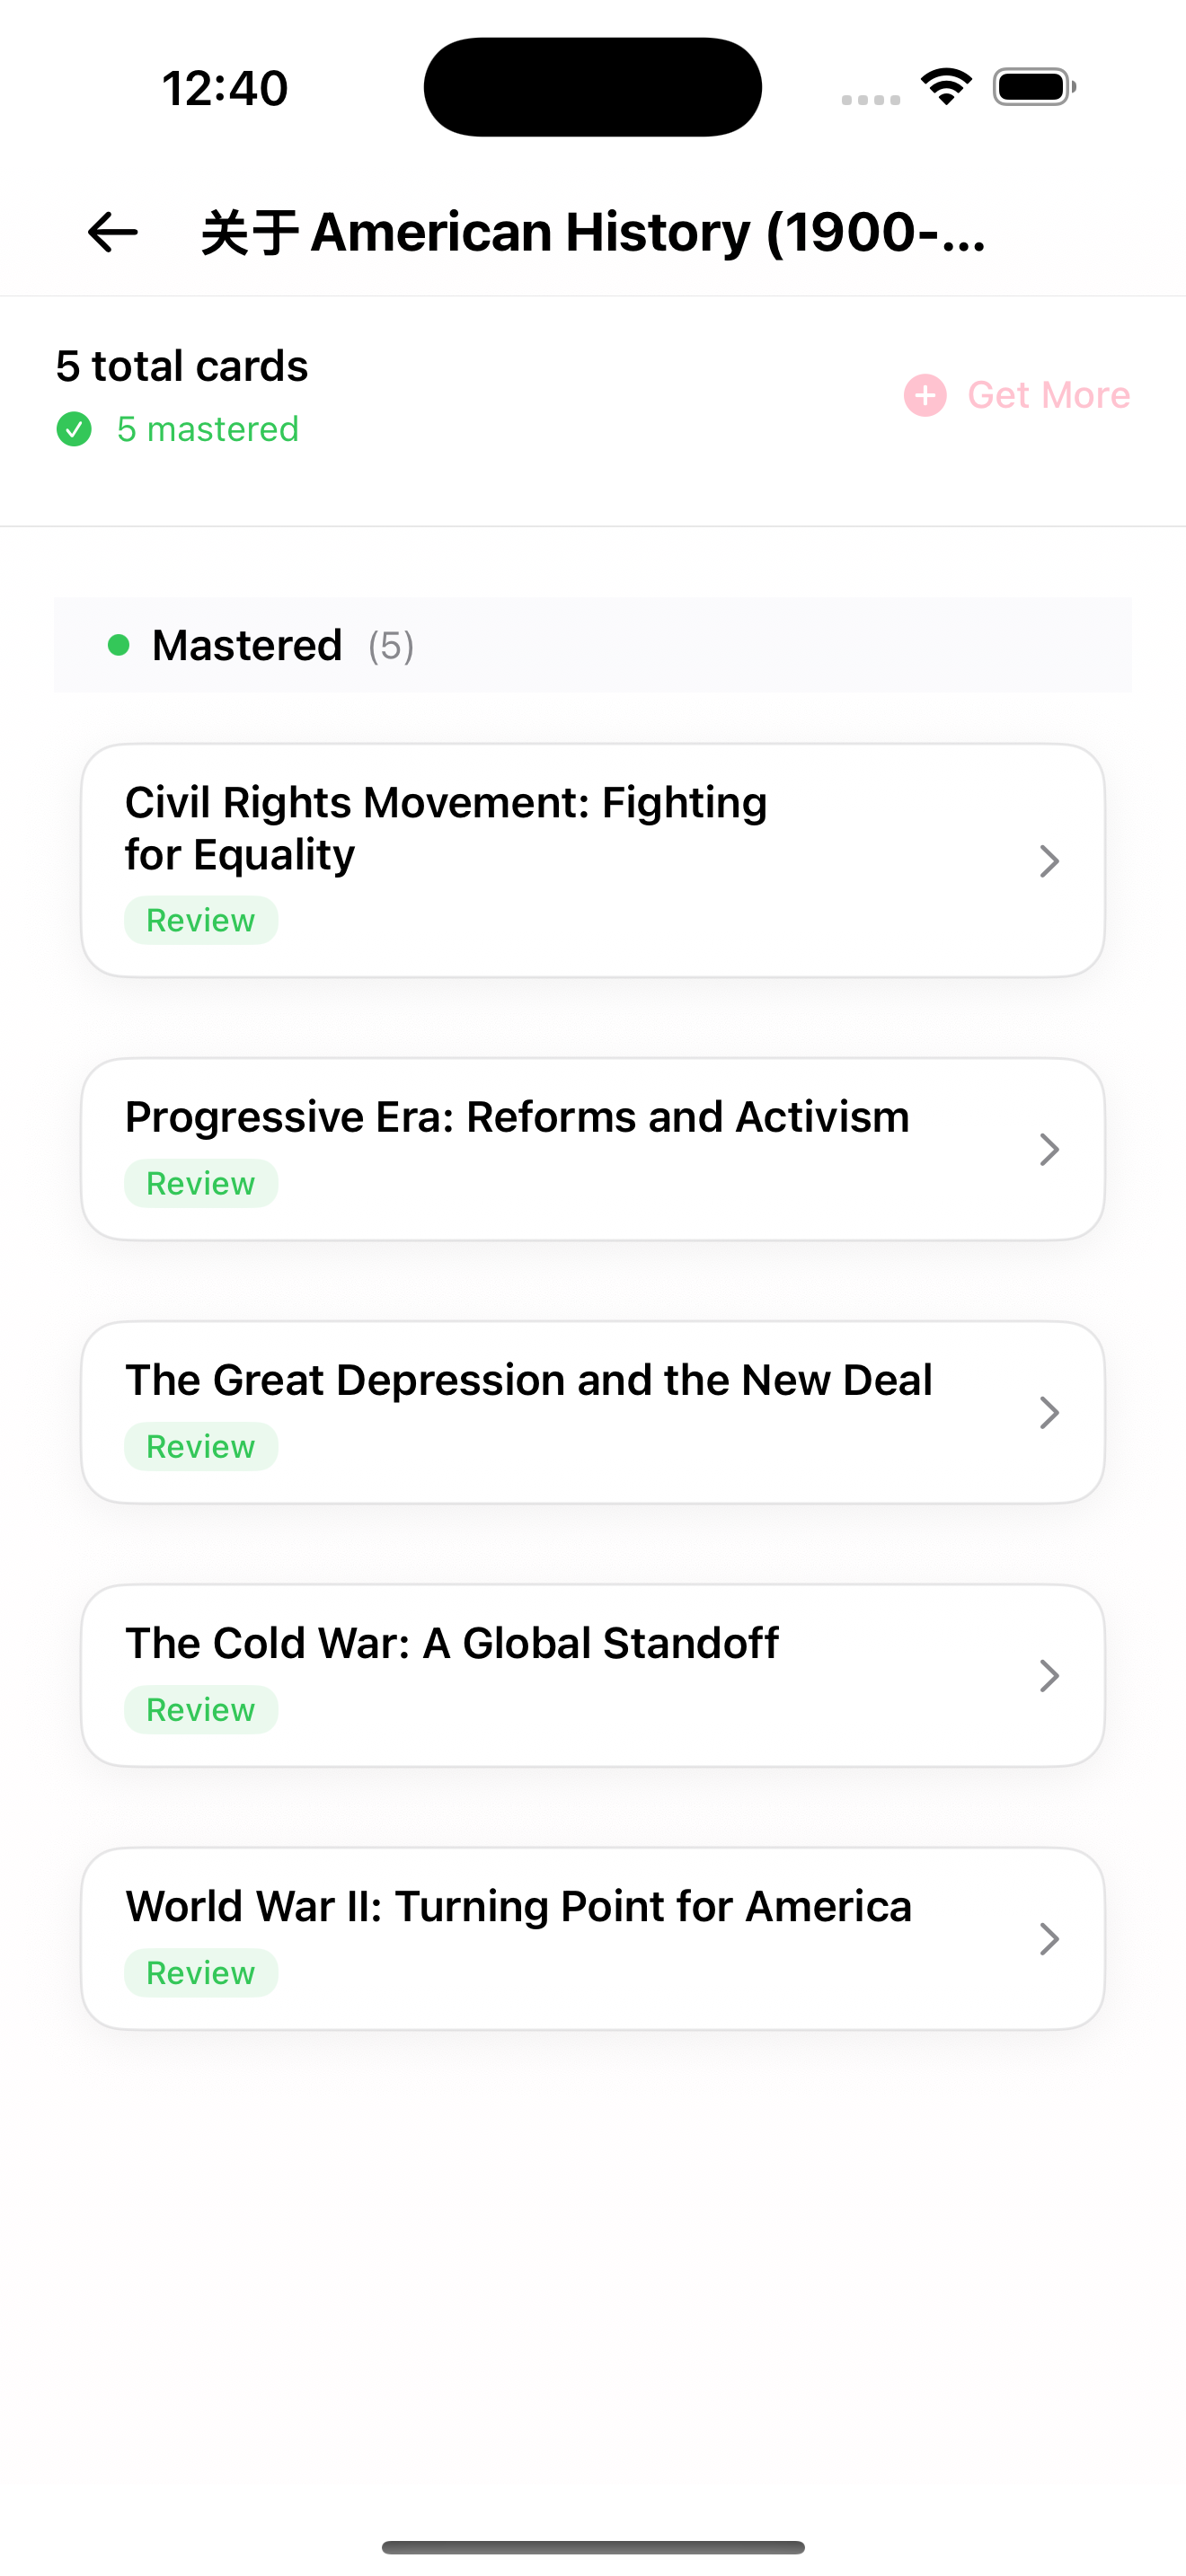 12:40
关于 American History (1900-...
5 total cards
5 mastered
Get More
Mastered (5)
Civil Rights Movement: Fighting
for Equality
Review
Progressive Era: Reforms and Activism
Review
The Great Depression and the New Deal
Review
The Cold War: A Global Standoff
Review
World War II: Turning Point for America
Review